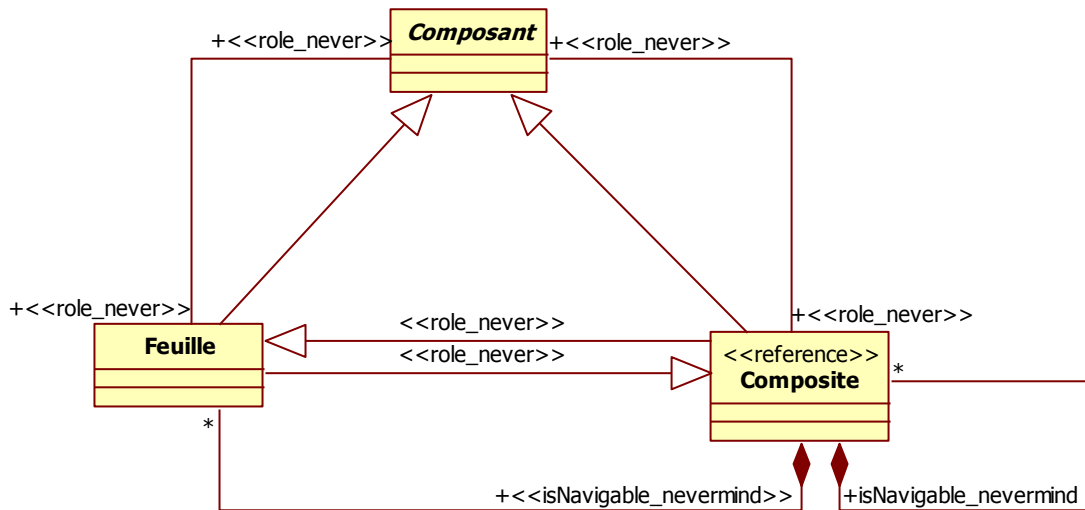 Composant
+<<role_never>>
+<<role_never>>
+<<role_never>>
+<<role_never>>
<<role_never>>
Feuille
<<role_never>>
<<reference>>
Composite
*
*
+<<isNavigable_nevermind>>
+isNavigable_nevermind